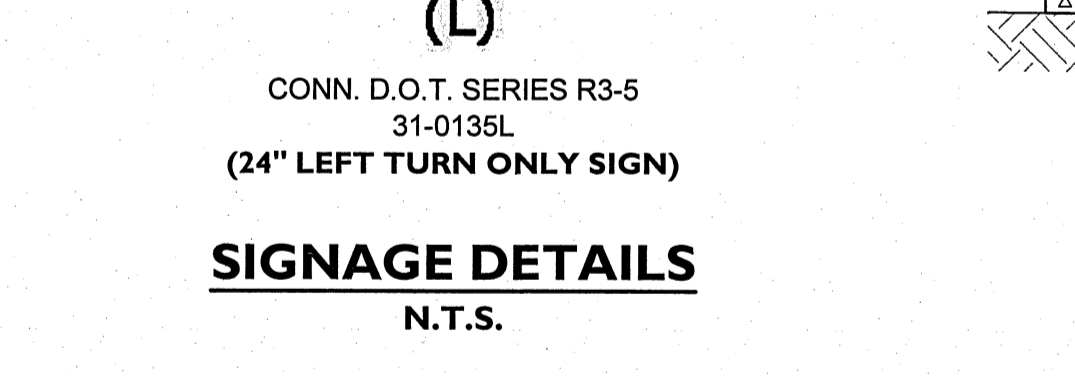 (L)
CONN. D.O.T. SERIES R3-5
31-0135L
(24" LEFT TURN ONLY SIGN)
SIGNAGE DETAILS
N.T.S.